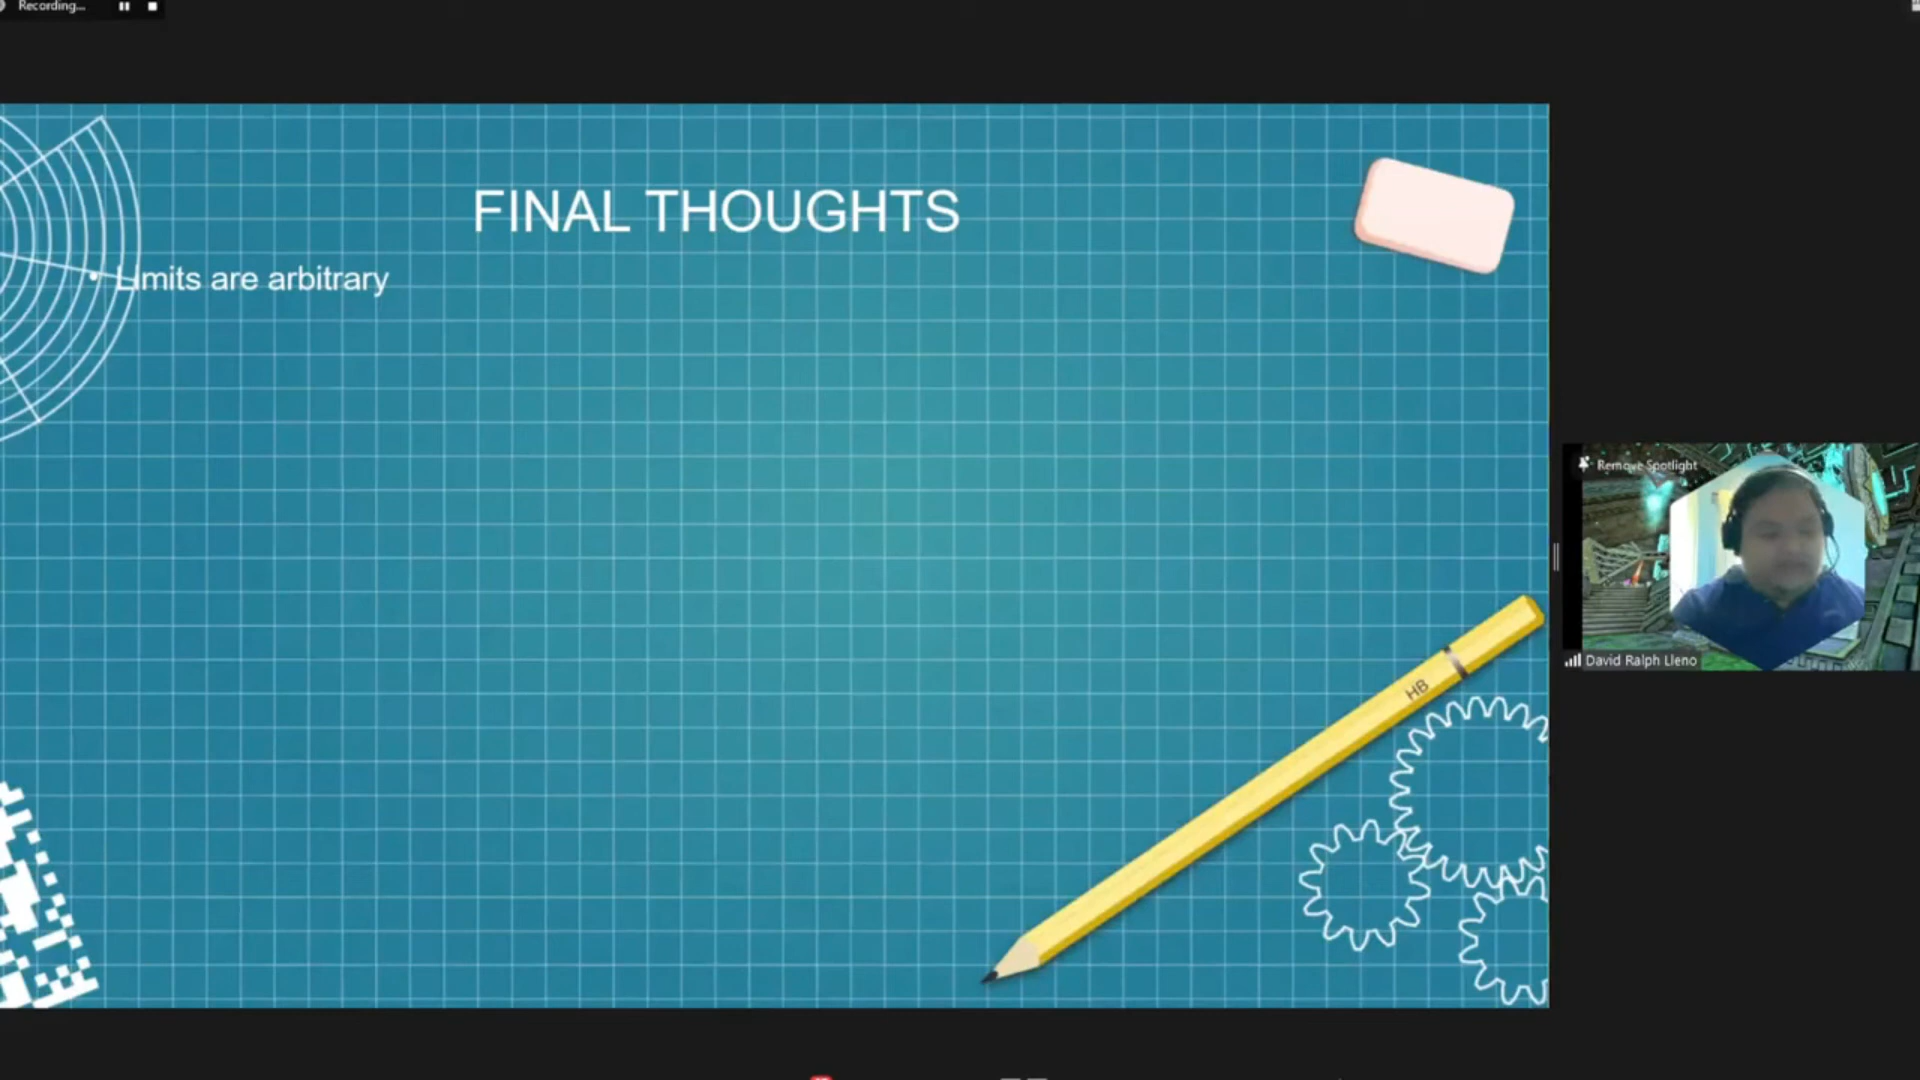 Recording...
FINAL THOUGHTS
• Limits are arbitrary
Remove Spotlight
David Ralph Lleno
HB